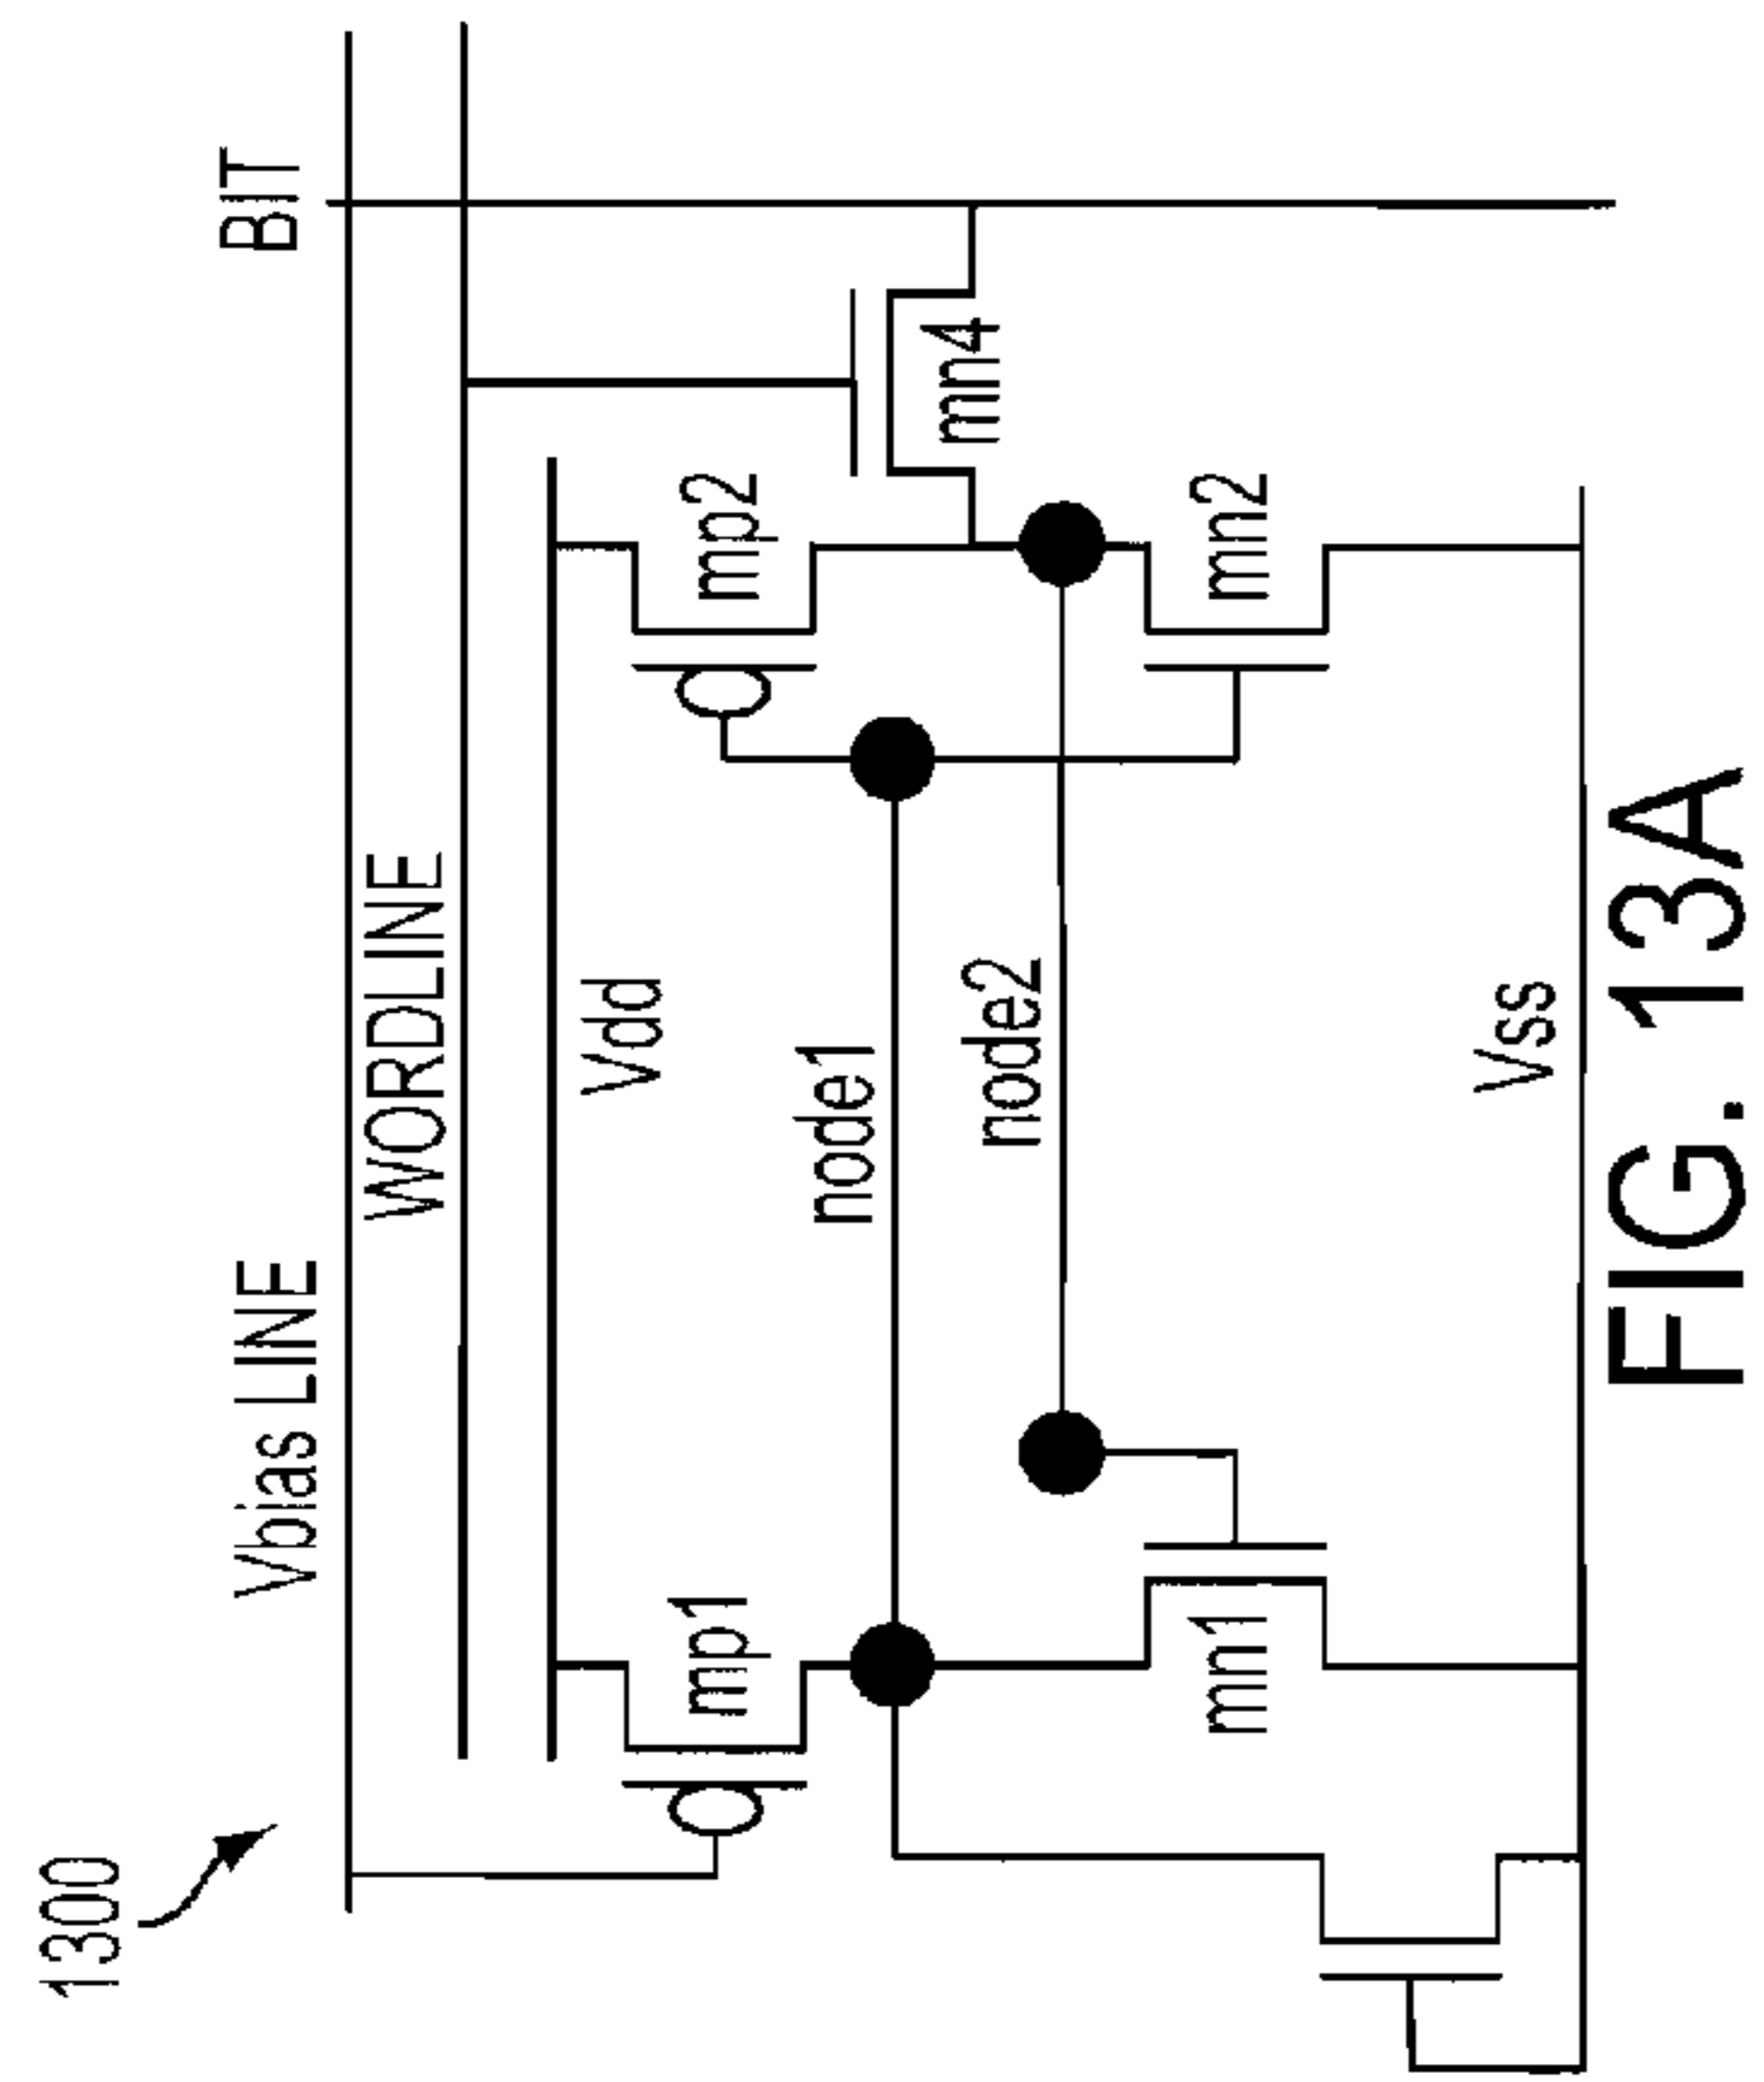 1300
Vbias LINE
BIT
WORDLINE
Vdd
mp1
mp2
node1
mn4
node2
mn1
mn2
Vss
FIG. 13A